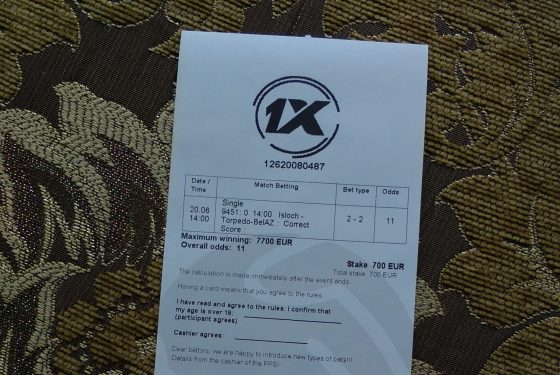 1X
12620080487
Date / Time Match Betting Bet type Odds
20.06 14:00 Single
9451: 0 14:00 Isloch - Torpedo-BelAZ : Correct Score : 2 - 2 11
Maximum winning: 7700 EUR
Overall odds: 11
Stake 700 EUR
Total stake: 700 EUR
The calculation is made immediately after the event ends
Having a card means that you agree to the rules
I have read and agree to the rules. I confirm that
my age is over 18:
(participant agrees)
Cashier agrees:
Dear bettors, we are happy to introduce new types of bets!!!
Details from the cashier of the PPS!